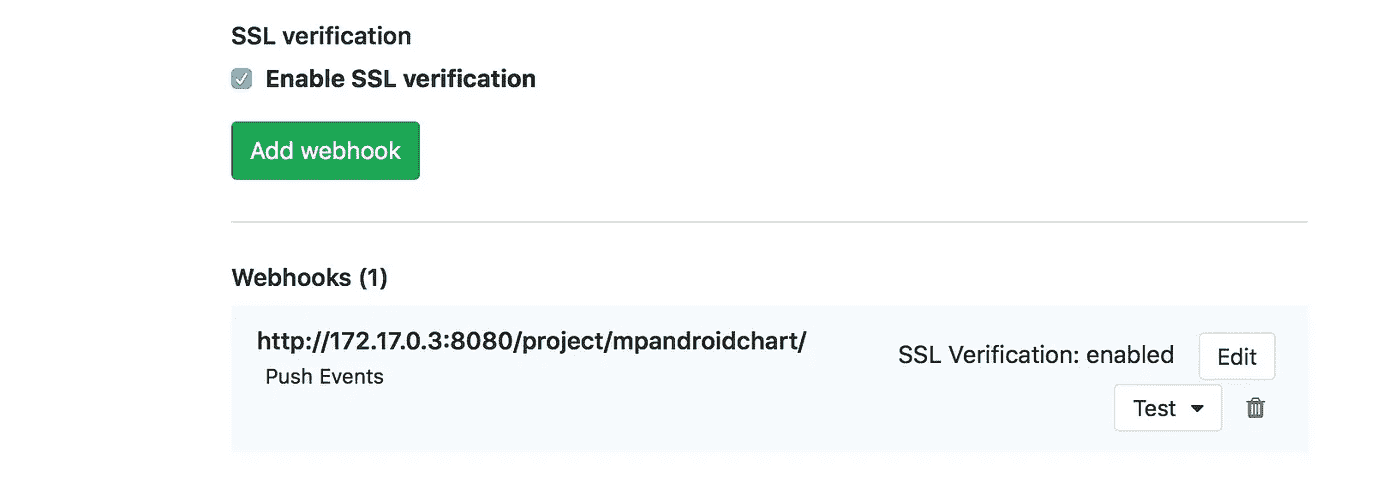 SSL verification
Enable SSL verification
Add webhook
Webhooks (1)
http://172.17.0.3:8080/project/mpandroidchart/
Push Events
SSL Verification: enabled
Edit
Test